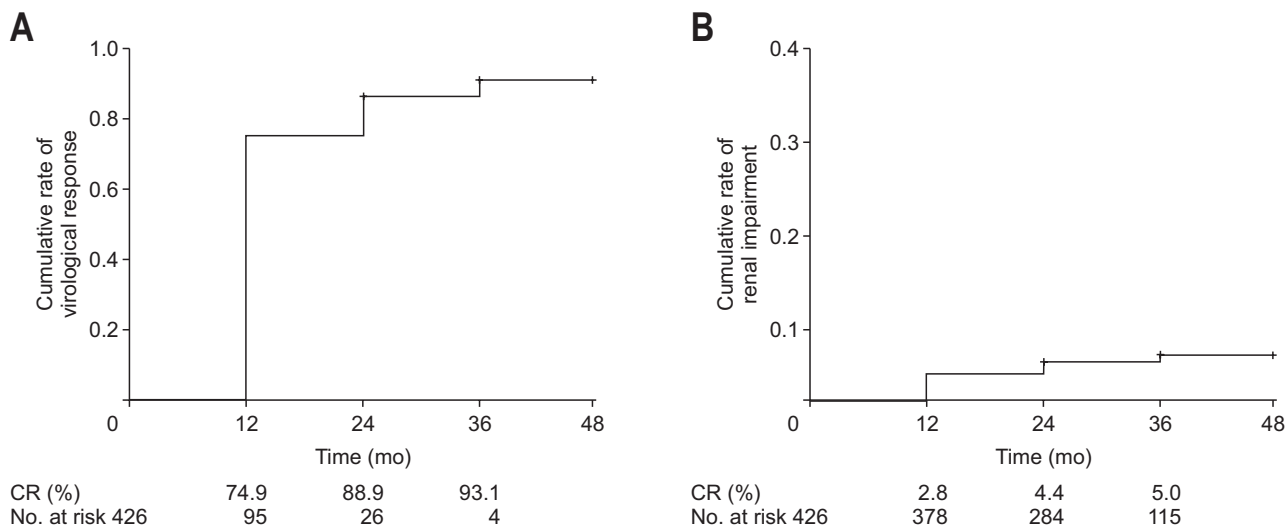 A
Cumulative rate of
virological response
1.0
0.8
0.6
0.4
0.2
0 12 24 36 48
Time (mo)
CR (%) 74.9 88.9 93.1
No. at risk 426 95 26 4
B
Cumulative rate of
renal impairment
0.4
0.3
0.2
0.1
0 12 24 36 48
Time (mo)
CR (%) 2.8 4.4 5.0
No. at risk 426 378 284 115